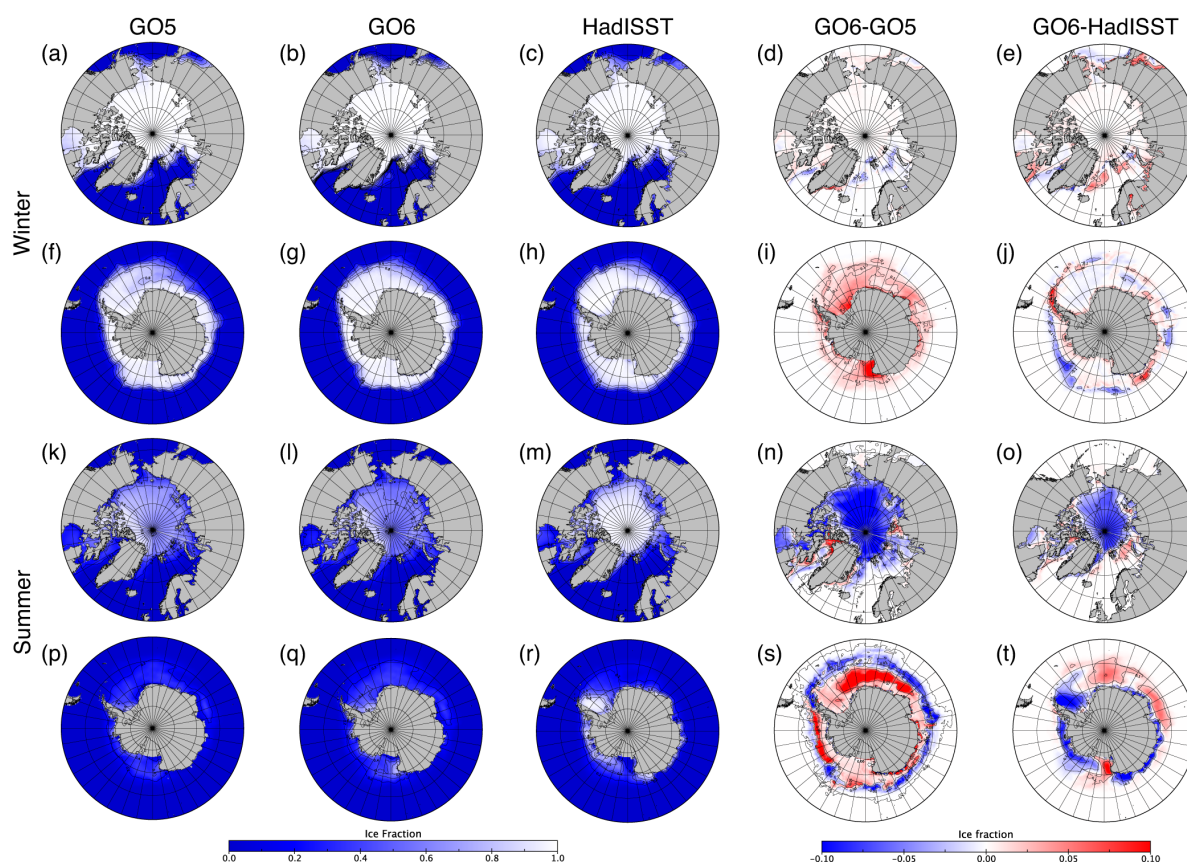 GO5 GO6 HadISST GO6-GO5 GO6-HadISST
(a) (b) (c) (d) (e)
Winter
(f) (g) (h) (i) (j)
(k) (l) (m) (n) (o)
Summer
(p) (q) (r) (s) (t)
Ice Fraction
0.0 0.2 0.4 0.6 0.8 1.0
Ice fraction
−0.10 −0.05 0.00 0.05 0.10